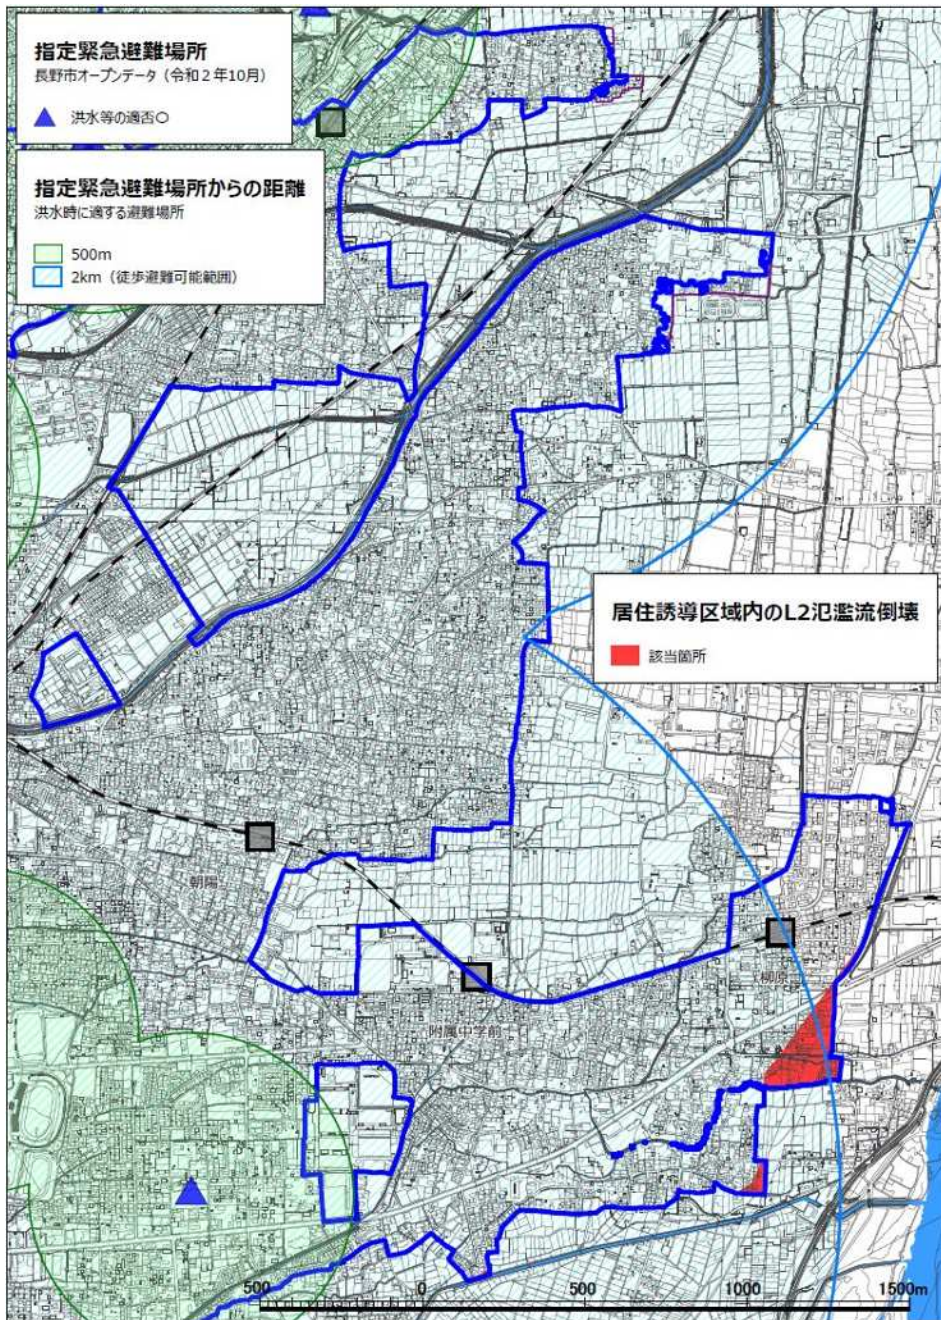 指定緊急避難場所
長野市オープンデータ（令和２年10月）
洪水等の適否○
指定緊急避難場所からの距離
洪水時に適する避難場所
500m
2km（徒歩避難可能範囲）
居住誘導区域内のL2氾濫流倒壊
該当箇所
朝陽
柳原
附属中学前
500 0 500 1000 1500m